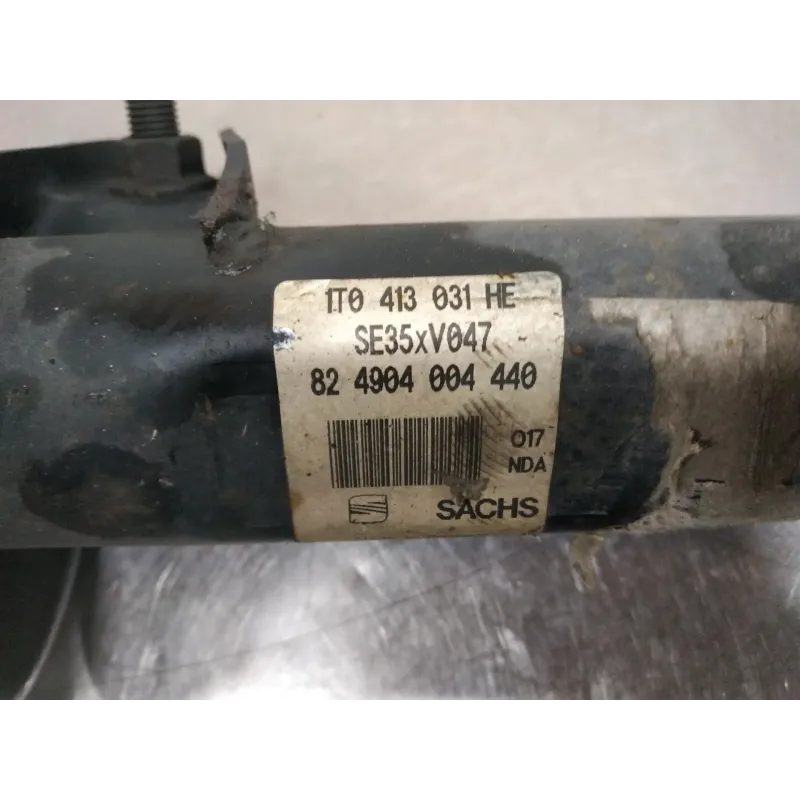 1T0 413 031 HE
SE35xV047
82 4904 004 440
017
NDA
SACHS